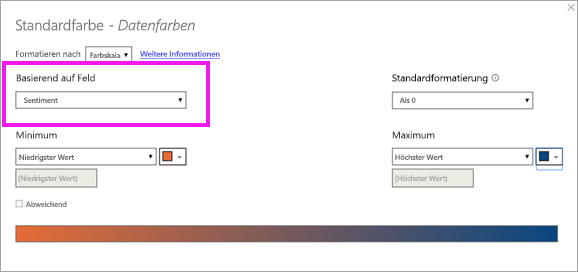 Standardfarbe - Datenfarben
Formatieren nach Farbskala Weitere Informationen
Basierend auf Feld Standardformatierung
Sentiment Als 0
Minimum Maximum
Niedrigster Wert Höchster Wert
(Niedrigster Wert) (Höchster Wert)
Abweichend